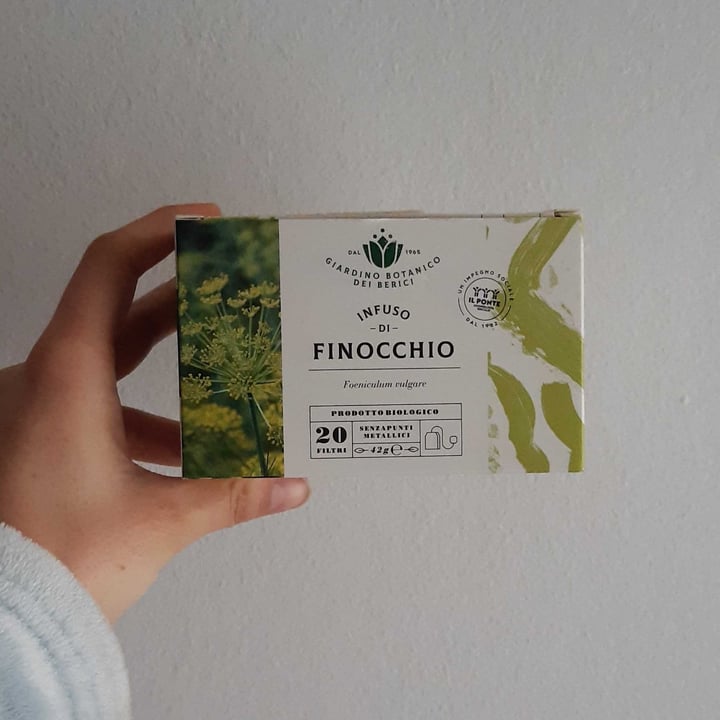 DAL 1965
GIARDINO BOTANICO
DEI BERICI
INFUSO
-DI-
FINOCCHIO
Foeniculum vulgare
PRODOTTO BIOLOGICO
20
FILTRI
SENZA PUNTI
METALLICI
42g℮
UN IMPEGNO SOCIALE
IL PONTE
DAL 1982